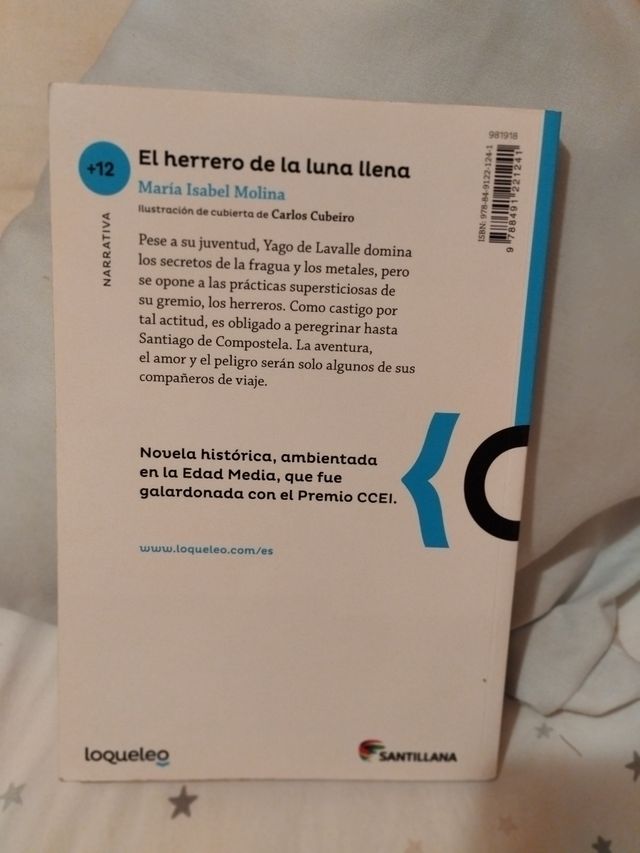 981918
+12
El herrero de la luna llena
María Isabel Molina
Ilustración de cubierta de Carlos Cubeiro
NARRATIVA
ISBN: 978-84-9122-124-1
9 788491 221241
Pese a su juventud, Yago de Lavalle domina
los secretos de la fragua y los metales, pero
se opone a las prácticas supersticiosas de
su gremio, los herreros. Como castigo por
tal actitud, es obligado a peregrinar hasta
Santiago de Compostela. La aventura,
el amor y el peligro serán solo algunos de sus
compañeros de viaje.
Novela histórica, ambientada
en la Edad Media, que fue
galardonada con el Premio CCEI.
www.loqueleo.com/es
loqueleo
SANTILLANA